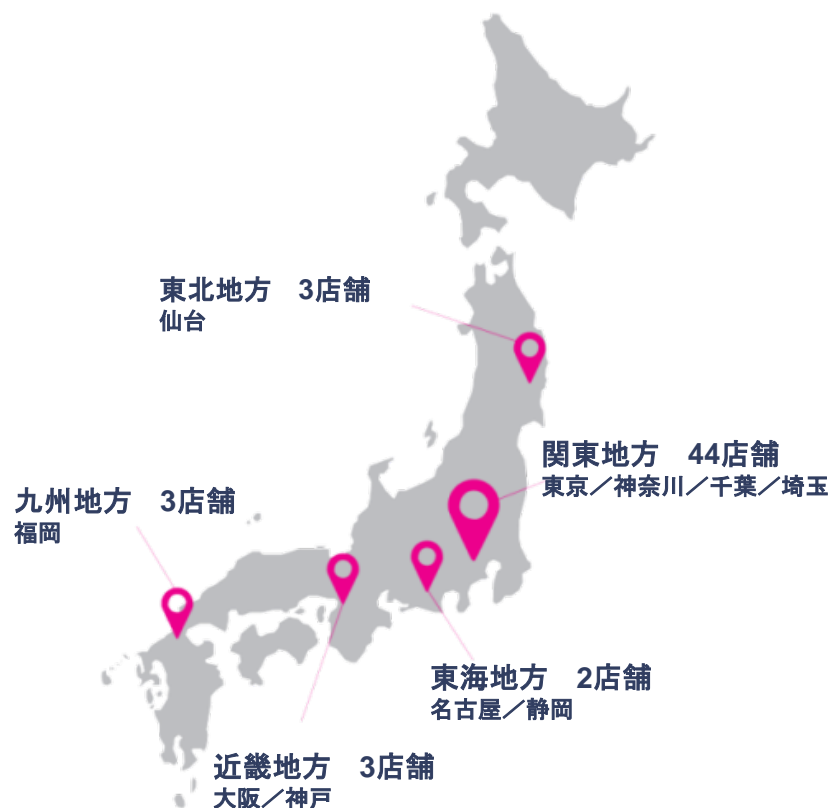 東北地方　3店舗
仙台
関東地方　44店舗
東京／神奈川／千葉／埼玉
九州地方　3店舗
福岡
東海地方　2店舗
名古屋／静岡
近畿地方　3店舗
大阪／神戸